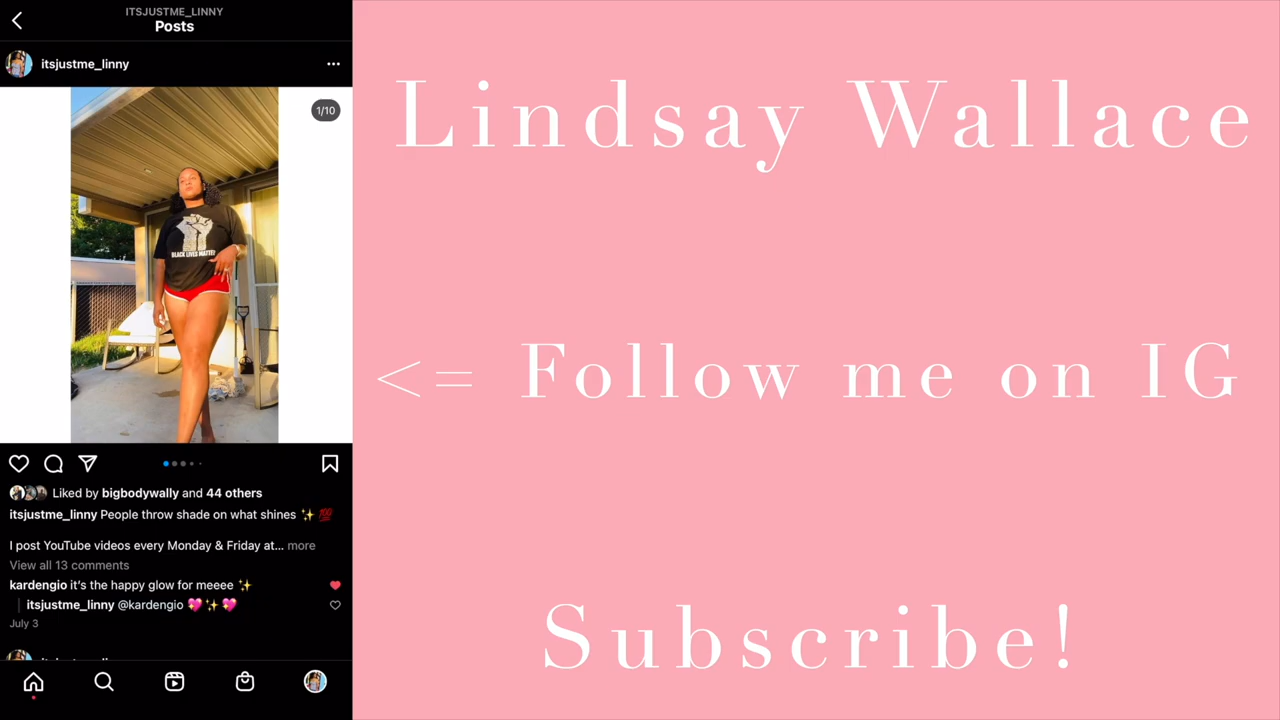 ITSJUSTME_LINNY
Posts
itsjustme_linny
1/10
BLACK LIVES MATTER
Liked by bigbodywally and 44 others
itsjustme_linny People throw shade on what shines ✨ 💯
I post YouTube videos every Monday & Friday at... more
View all 13 comments
kardengio it's the happy glow for meeee ✨
itsjustme_linny @kardengio 💖✨💖
July 3
Lindsay Wallace
<= Follow me on IG
Subscribe!